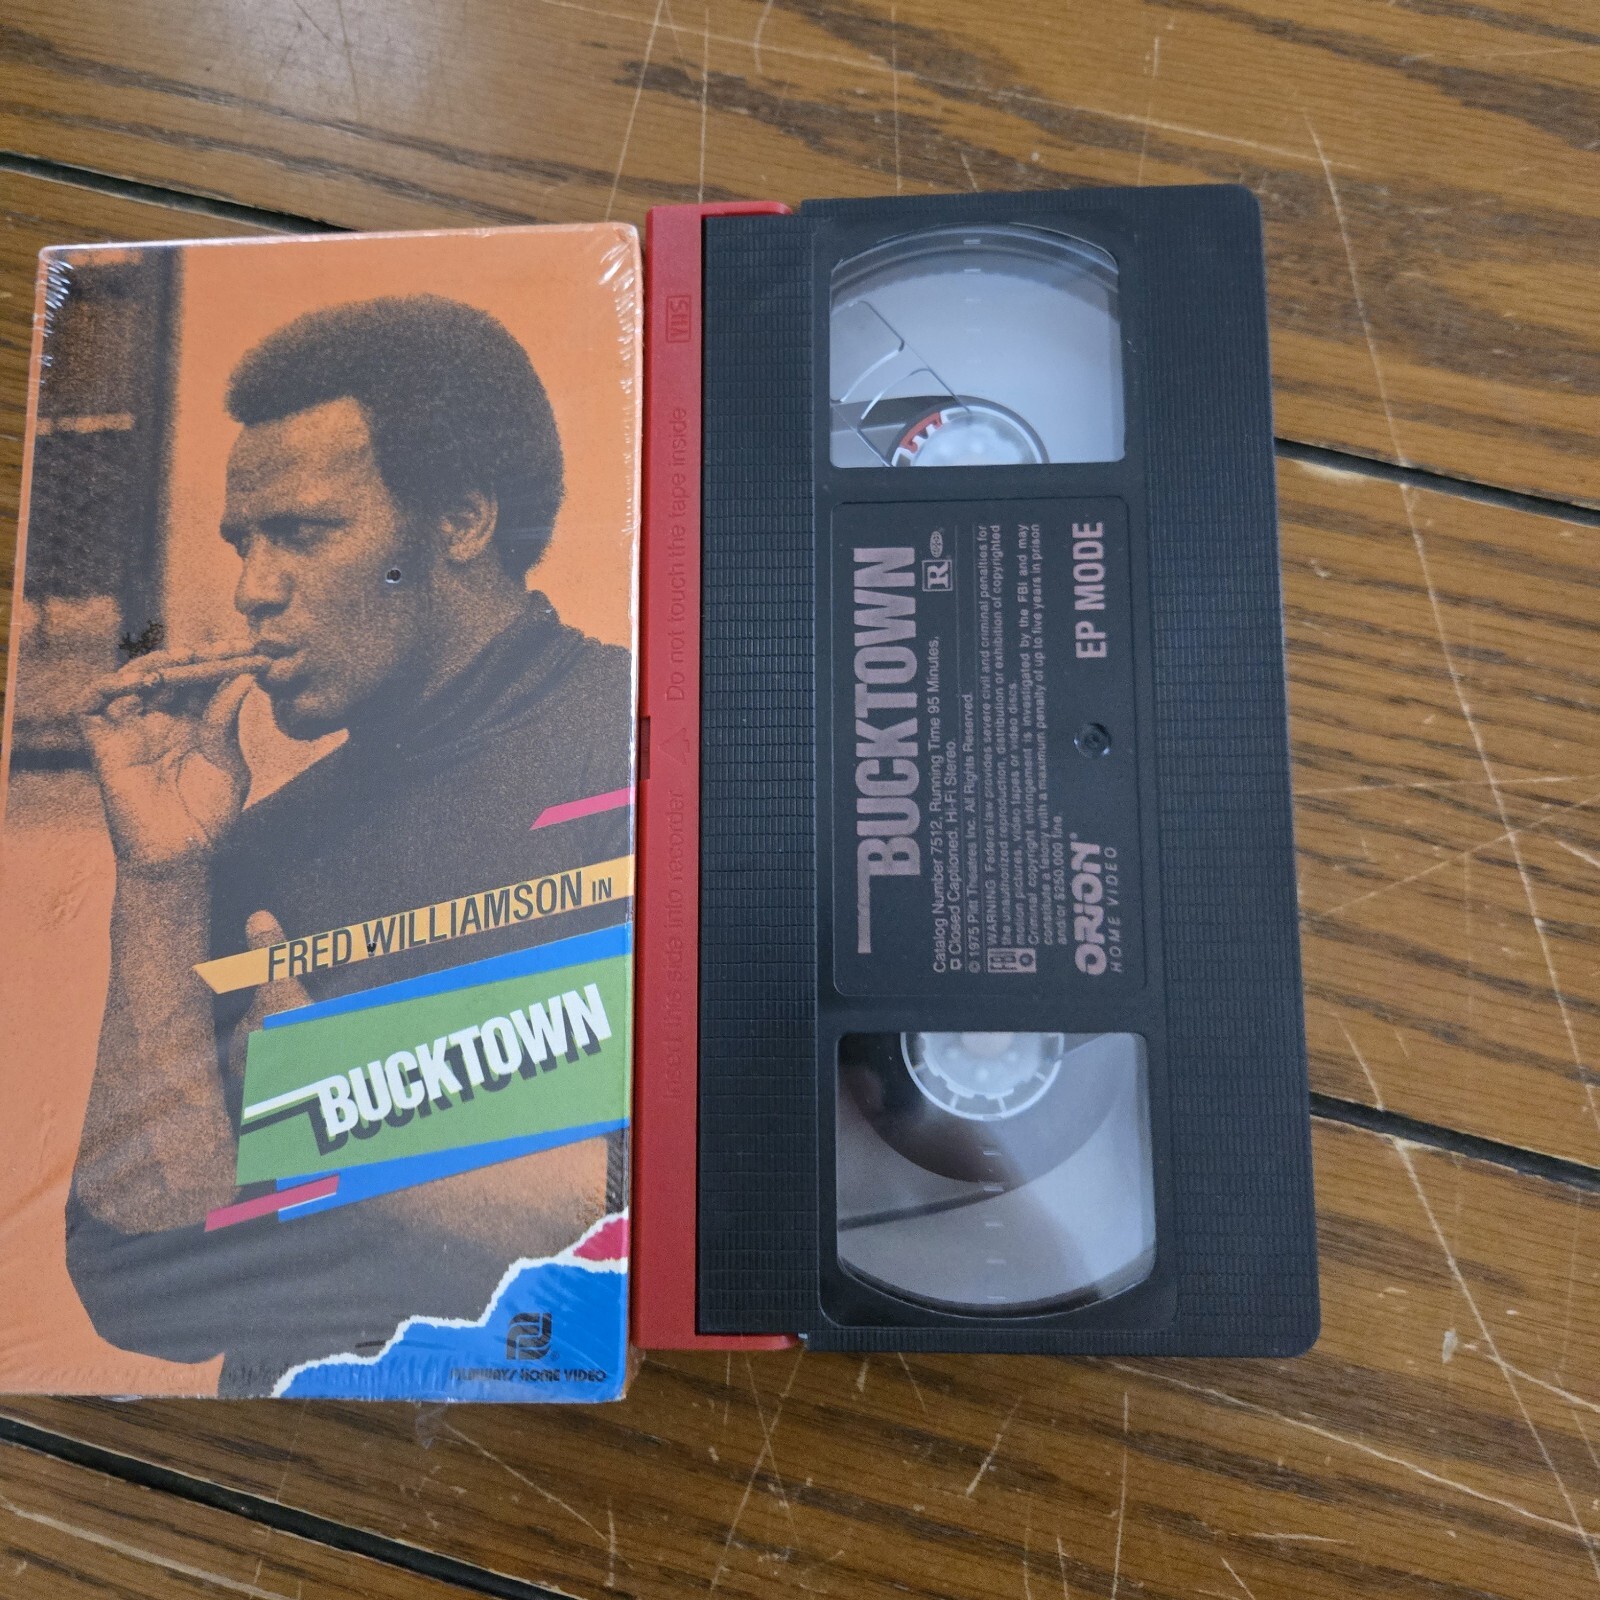 FRED WILLIAMSON IN
BUCKTOWN
HOME VIDEO
VHS
Insert this side into recorder
Do not touch the tape inside
BUCKTOWN
R
Catalog Number 7512. Running Time 95 Minutes.
Closed Captioned. Hi-Fi Stereo.
© 1975 Plitt Theatres Inc. All Rights Reserved.
WARNING: Federal law provides severe civil and criminal penalties for
the unauthorized reproduction, distribution or exhibition of copyrighted
motion pictures, video tapes or video discs.
Criminal copyright infringement is investigated by the FBI and may
constitute a felony with a maximum penalty of up to five years in prison
and/or $250,000 fine.
ORION®
HOME VIDEO
EP MODE